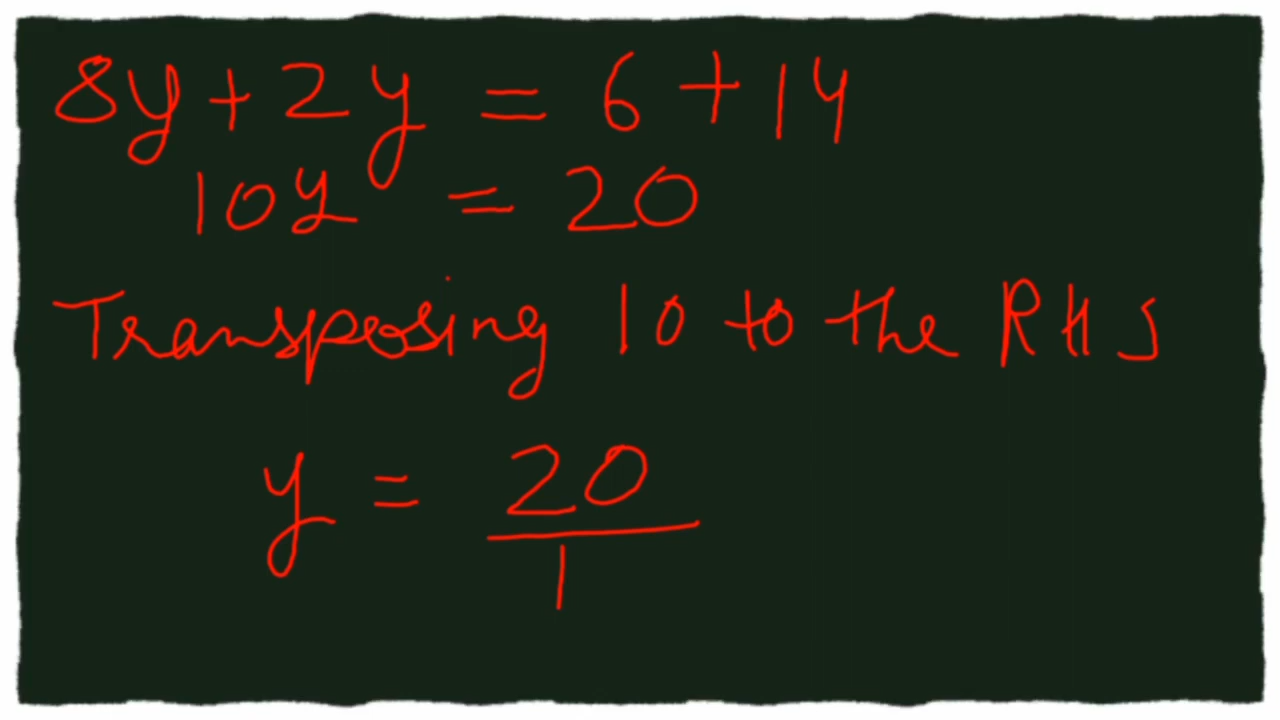 8y + 2y = 6 + 14
10y = 20
Transposing 10 to the RHS
y = 20
1